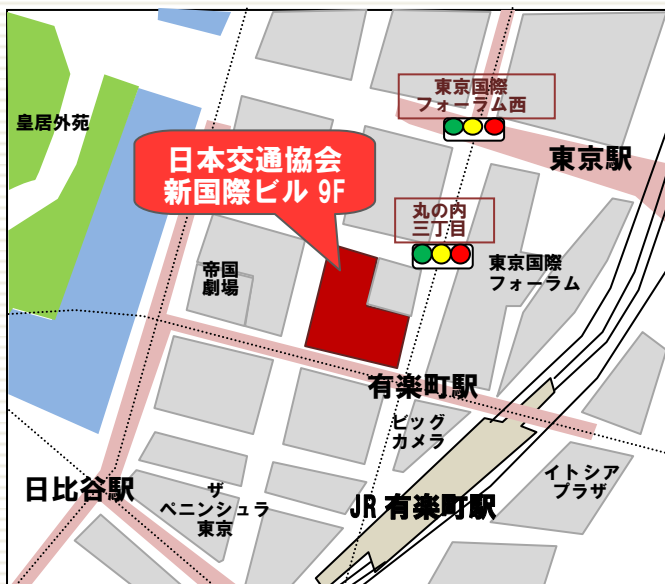 東京国際
フォーラム西
皇居外苑
日本交通協会
新国際ビル 9F
東京駅
丸の内
三丁目
帝国
劇場
東京国際
フォーラム
有楽町駅
ビッグ
カメラ
日比谷駅
ザ
ペニンシュラ
東京
JR 有楽町駅
イトシア
プラザ